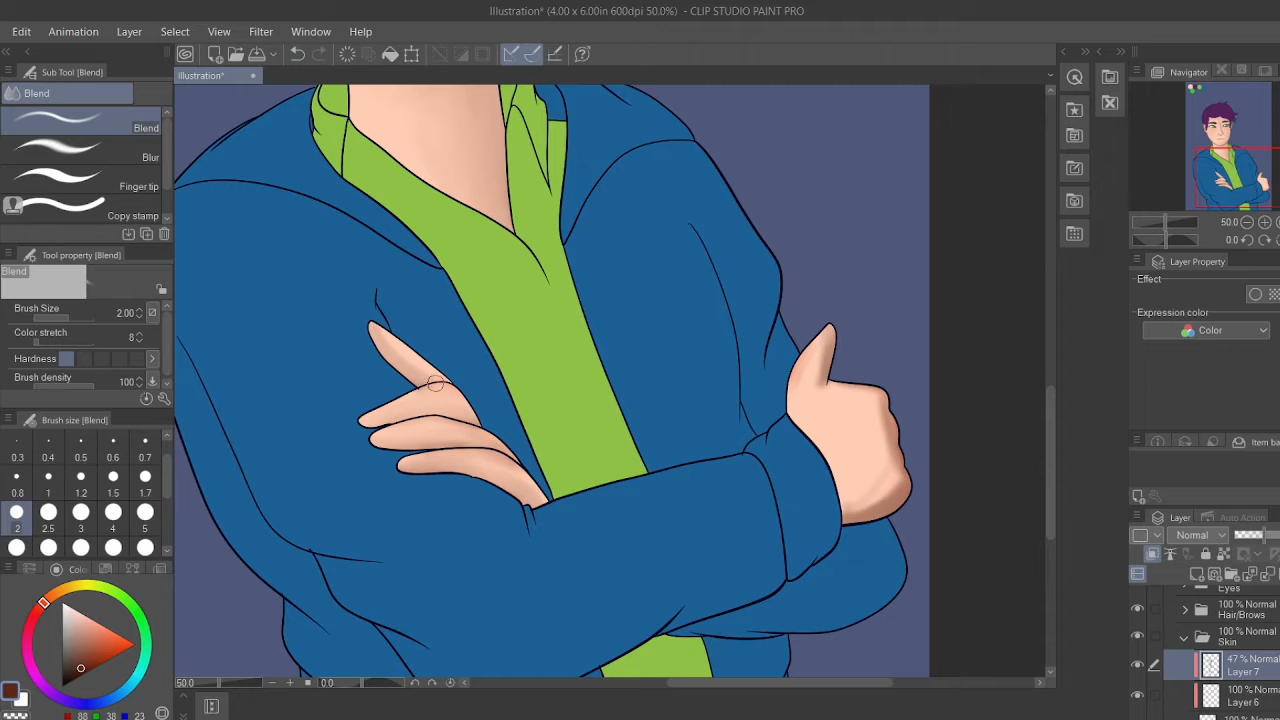 Illustration* (4.00 x 6.00in 600dpi 50.0%) - CLIP STUDIO PAINT PRO
Edit Animation Layer Select View Filter Window Help
Sub Tool [Blend]
Blend
Blend
Blur
Finger tip
Copy stamp
Tool property [Blend]
Blend
Brush Size 2.00
Color stretch 8
Hardness
Brush density 100
Brush size [Blend]
0.3 0.4 0.5 0.6 0.7
0.8 1 1.2 1.5 1.7
2 2.5 3 4 5
Colo
88 38 23
Illustration*
50.0 0.0
Navigator
50.0
0.0
Layer Property
Effect
Expression color
Color
Item ba
Layer Auto Action
Normal
Eyes
100 % Normal
Hair/Brows
100 % Normal
Skin
47 % Normal
Layer 7
100 % Normal
Layer 6